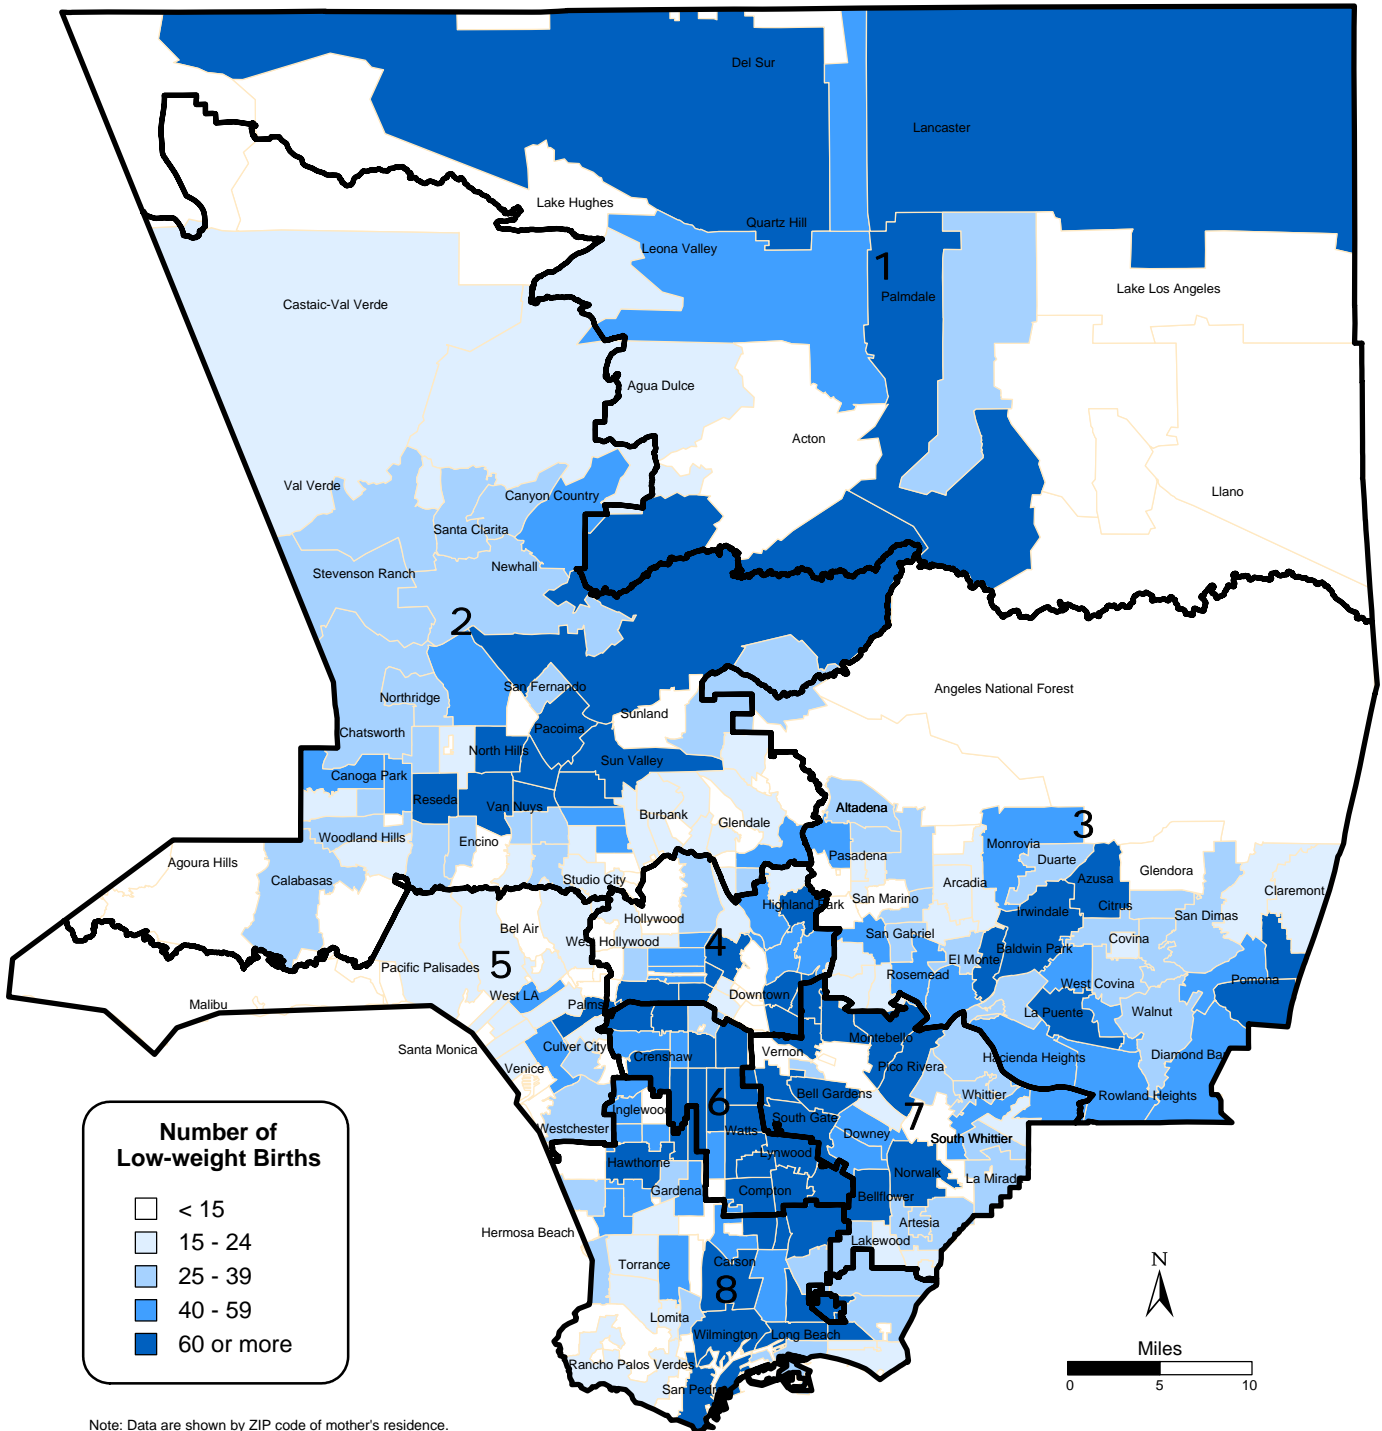 Del Sur
Lancaster
Lake Hughes
Quartz Hill
Leona Valley
1
Palmdale
Lake Los Angeles
Castaic-Val Verde
Agua Dulce
Acton
Val Verde
Canyon Country
Llano
Santa Clarita
Newhall
Stevenson Ranch
2
San Fernando
Angeles National Forest
Northridge
Sunland
Pacoima
Chatsworth
North Hills
Sun Valley
Canoga Park
Reseda
Van Nuys
Altadena
Burbank
Glendale
3
Woodland Hills
Encino
Monrovia
Pasadena
Duarte
Agoura Hills
Glendora
Calabasas
Studio City
Arcadia
Azusa
Claremont
San Marino
Highland Park
Citrus
Irwindale
San Dimas
Hollywood
Bel Air
West Hollywood
4
San Gabriel
Covina
Baldwin Park
El Monte
5
Pacific Palisades
Rosemead
West Covina
Pomona
West LA
Downtown
Malibu
Palms
La Puente
Walnut
Montebello
Santa Monica
Culver City
Vernon
Crenshaw
Hacienda Heights
Diamond Bar
Venice
Pico Rivera
Bell Gardens
Whittier
Rowland Heights
Inglewood
6
7
South Gate
Westchester
Watts
Downey
South Whittier
Lynwood
Hawthorne
Norwalk
La Mirada
Gardena
Compton
Bellflower
Hermosa Beach
Artesia
Lakewood
Torrance
Carson
8
Lomita
Wilmington
Long Beach
Rancho Palos Verdes
San Pedro
Number of
Low-weight Births
< 15
15 - 24
25 - 39
40 - 59
60 or more
N
Miles
0 5 10
Note: Data are shown by ZIP code of mother's residence.